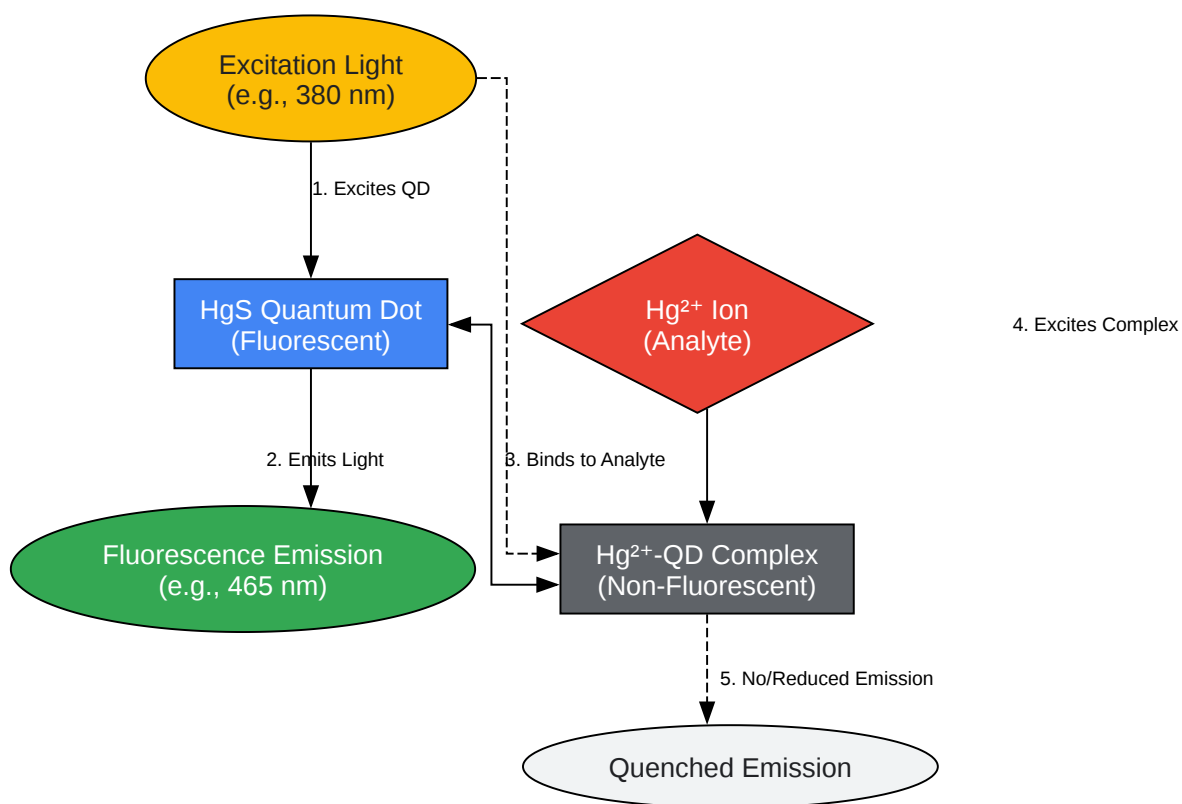 Excitation Light
(e.g., 380 nm)
1. Excites QD
HgS Quantum Dot
(Fluorescent)
Hg²⁺ Ion
(Analyte)
4. Excites Complex
2. Emits Light
3. Binds to Analyte
Fluorescence Emission
(e.g., 465 nm)
Hg²⁺-QD Complex
(Non-Fluorescent)
5. No/Reduced Emission
Quenched Emission